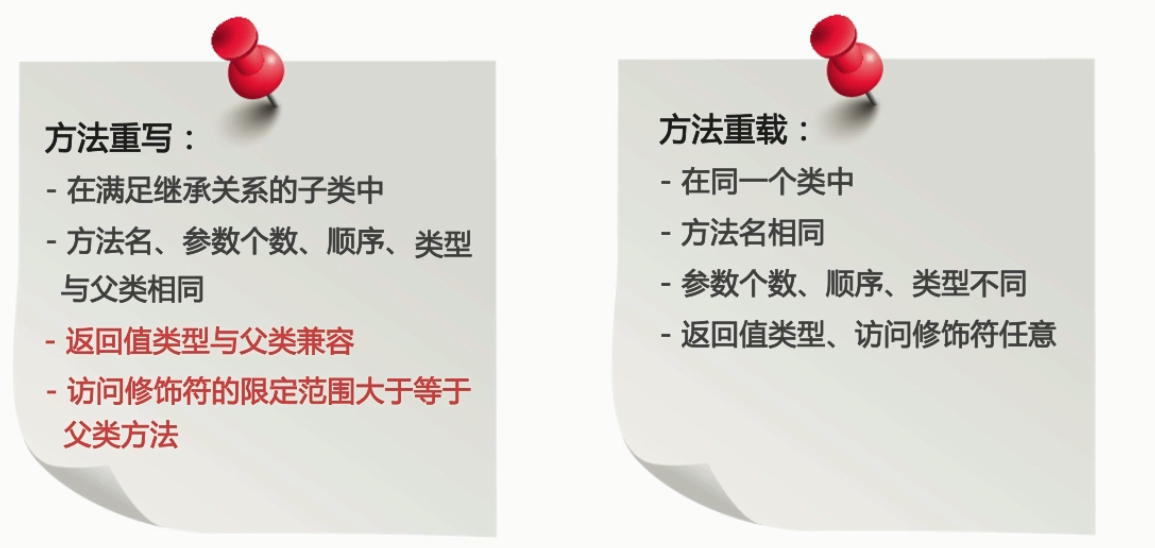 方法重写：
- 在满足继承关系的子类中
- 方法名、参数个数、顺序、类型
与父类相同
- 返回值类型与父类兼容
- 访问修饰符的限定范围大于等于
父类方法
方法重载：
- 在同一个类中
- 方法名相同
- 参数个数、顺序、类型不同
- 返回值类型、访问修饰符任意